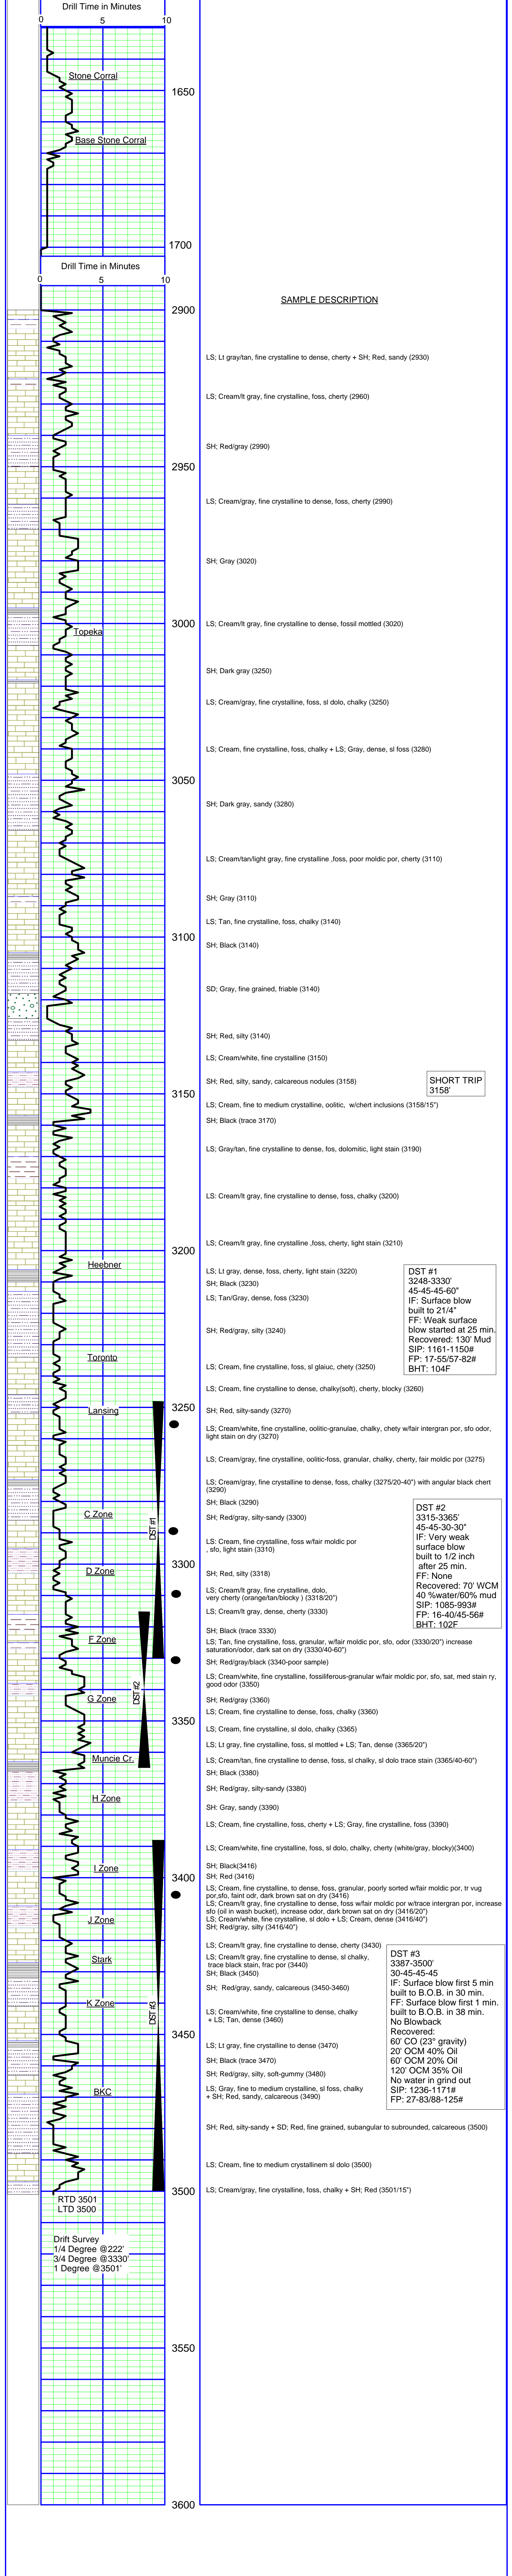 Drill Time in Minutes
0 5 10
Stone Corral
1650
Base Stone Corral
1700
Drill Time in Minutes
0 5 10
SAMPLE DESCRIPTION
2900
LS; Lt gray/tan, fine crystalline to dense, cherty + SH; Red, sandy (2930)
LS; Cream/lt gray, fine crystalline, foss, cherty (2960)
SH; Red/gray (2990)
2950
LS; Cream/gray, fine crystalline to dense, foss, cherty (2990)
SH; Gray (3020)
3000
LS; Cream/lt gray, fine crystalline to dense, fossil mottled (3020)
Topeka
SH; Dark gray (3250)
LS; Cream/gray, fine crystalline, foss, sl dolo, chalky (3250)
LS; Cream, fine crystalline, foss, chalky + LS; Gray, dense, sl foss (3280)
3050
SH; Dark gray, sandy (3280)
LS; Cream/tan/light gray, fine crystalline ,foss, poor moldic por, cherty (3110)
SH; Gray (3110)
LS; Tan, fine crystalline, foss, chalky (3140)
3100
SH; Black (3140)
SD; Gray, fine grained, friable (3140)
SH; Red, silty (3140)
LS; Cream/white, fine crystalline (3150)
SH; Red, silty, sandy, calcareous nodules (3158)
SHORT TRIP
3158'
3150
LS; Cream, fine to medium crystalline, oolitic, w/chert inclusions (3158/15")
SH; Black (trace 3170)
LS; Gray/tan, fine crystalline to dense, fos, dolomitic, light stain (3190)
LS: Cream/lt gray, fine crystalline to dense, foss, chalky (3200)
LS; Cream/lt gray, fine crystalline ,foss, cherty, light stain (3210)
3200
Heebner
LS; Lt gray, dense, foss, cherty, light stain (3220)
SH; Black (3230)
LS; Tan/Gray, dense, foss (3230)
SH; Red/gray, silty (3240)
DST #1
3248-3330'
45-45-45-60"
IF: Surface blow
built to 21/4"
FF: Weak surface
blow started at 25 min.
Recovered: 130' Mud
SIP: 1161-1150#
FP: 17-55/57-82#
BHT: 104F
Toronto
LS; Cream, fine crystalline, foss, sl glaiuc, chety (3250)
LS; Cream, fine crystalline to dense, chalky(soft), cherty, blocky (3260)
3250
Lansing
SH; Red, silty-sandy (3270)
LS; Cream/white, fine crystalline, oolitic-granulae, chalky, chety w/fair intergran por, sfo odor,
light stain on dry (3270)
LS; Cream/gray, fine crystalline, oolitic-foss, granular, chalky, cherty, fair moldic por (3275)
LS; Cream/gray, fine crystalline to dense, foss, chalky (3275/20-40") with angular black chert
(3290)
SH; Black (3290)
C Zone
SH; Red/gray, silty-sandy (3300)
DST #1
DST #2
3315-3365'
45-45-30-30"
IF: Very weak
surface blow
built to 1/2 inch
after 25 min.
FF: None
Recovered: 70' WCM
40 %water/60% mud
SIP: 1085-993#
FP: 16-40/45-56#
BHT: 102F
LS: Cream, fine crystalline, foss w/fair moldic por
, sfo, light stain (3310)
3300
D Zone
SH; Red, silty (3318)
LS; Cream/lt gray, fine crystalline, dolo,
very cherty (orange/tan/blocky ) (3318/20")
LS; Cream/lt gray, dense, cherty (3330)
SH; Black (trace 3330)
F Zone
LS; Tan, fine crystalline, foss, granular, w/fair moldic por, sfo, odor (3330/20") increase
saturation/odor, dark sat on dry (3330/40-60")
SH; Red/gray/black (3340-poor sample)
LS; Cream/white, fine crystalline, fossiliferous-granular w/fair moldic por, sfo, sat, med stain ry,
good odor (3350)
DST #2
G Zone
SH; Red/gray (3360)
LS; Cream, fine crystalline to dense, foss, chalky (3360)
3350
LS; Cream, fine crystalline, sl dolo, chalky (3365)
LS; Lt gray, fine crystalline, foss, sl mottled + LS; Tan, dense (3365/20")
Muncie Cr.
LS; Cream/tan, fine crystalline to dense, foss, sl chalky, sl dolo trace stain (3365/40-60")
SH; Black (3380)
SH; Red/gray, silty-sandy (3380)
H Zone
SH: Gray, sandy (3390)
LS; Cream, fine crystalline, foss, cherty + LS; Gray, fine crystalline, foss (3390)
LS; Cream/white, fine crystalline, foss, sl dolo, chalky, cherty (white/gray, blocky)(3400)
I Zone
SH; Black(3416)
SH; Red (3416)
3400
LS; Cream, fine crystalline, to dense, foss, granular, poorly sorted w/fair moldic por, tr vug
por,sfo, faint odr, dark brown sat on dry (3416)
LS; Cream/lt gray, fine crystalline to dense, foss w/fair moldic por w/trace intergran por, increase
sfo (oil in wash bucket), increase odor, dark brown sat on dry (3416/20")
LS; Cream/white, fine crystalline, sl dolo + LS; Cream, dense (3416/40")
SH; Red/gray, silty (3416/40")
J Zone
LS; Cream/lt gray, fine crystalline to dense, cherty (3430)
LS; Cream/lt gray, fine crystalline to dense, sl chalky,
trace black stain, frac por (3440)
Stark
SH; Black (3450)
SH; Red/gray, sandy, calcareous (3450-3460)
DST #3
3387-3500'
30-45-45-45
IF: Surface blow first 5 min
built to B.O.B. in 30 min.
FF: Surface blow first 1 min.
built to B.O.B. in 38 min.
No Blowback
Recovered:
60' CO (23° gravity)
20' OCM 40% Oil
60' OCM 20% Oil
120' OCM 35% Oil
No water in grind out
SIP: 1236-1171#
FP: 27-83/88-125#
K Zone
DST #3
LS; Cream/white, fine crystalline to dense, chalky
+ LS; Tan, dense (3460)
3450
LS; Lt gray, fine crystalline to dense (3470)
SH; Black (trace 3470)
SH; Red/gray, silty, soft-gummy (3480)
BKC
LS; Gray, fine to medium crystalline, sl foss, chalky
+ SH; Red, sandy, calcareous (3490)
SH; Red, silty-sandy + SD; Red, fine grained, subangular to subrounded, calcareous (3500)
LS; Cream, fine to medium crystallinem sl dolo (3500)
3500
LS; Cream/gray, fine crystalline, foss, chalky + SH; Red (3501/15")
RTD 3501
LTD 3500
Drift Survey
1/4 Degree @222'
3/4 Degree @3330'
1 Degree @3501'
3550
3600